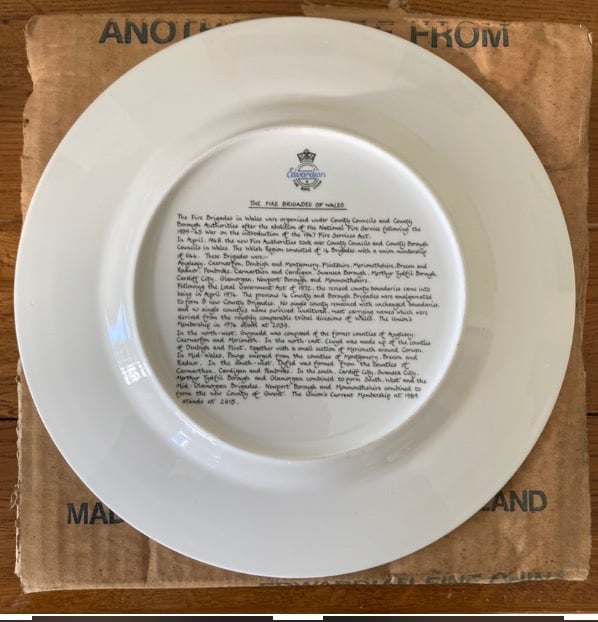 ANOTHER FROM
Edwardian
THE FIRE BRIGADES OF WALES
The Fire Brigades in Wales were organised under County Councils and County
Borough Authorities after the abolition of the National Fire Service following the
1939-45 War on the introduction of the 1947 Fire Services Act.
In April, 1948 the new Fire Authorities took over County Councils and County Borough
Councils in Wales. The Welsh Region consisted of 16 Brigades with a union membership
of 644. These Brigades were:-
Anglesey, Caernarfon, Denbigh and Montgomery, Flintshire, Merionethshire, Brecon and
Radnor, Pembroke, Carmarthen and Cardigan, Swansea Borough, Merthyr Tydfil Borough,
Cardiff City, Glamorgan, Newport Borough and Monmouthshire.
Following the Local Government Act of 1972, the revised county boundaries came into
being in April 1974. The previous 16 County and Borough Brigades were amalgamated
to form 8 new County Brigades. No single county remained with unchanged boundaries,
and no single county's name survived unaltered, most carrying names which were
derived from the roughly comparable tribal divisions of Wales. The Union's
Membership in 1974 stood at 2039.
In the north-west, Gwynedd was composed of the former counties of Anglesey,
Caernarfon and Merioneth. In the north east, Clwyd was made up of the counties
of Denbigh and Flint, together with a small section of Merioneth around Corwen.
In Mid-Wales, Powys emerged from the counties of Montgomery, Brecon and
Radnor. In the south-west, Dyfed was formed from the counties of
Carmarthen, Cardigan and Pembroke. In the south, Cardiff City, Swansea City,
Merthyr Tydfil Borough and Glamorgan combined to form South, West and the
Mid-Glamorgan Brigades. Newport Borough and Monmouthshire combined to
form the new County of Gwent. The Union's Current Membership at 1989
stands at 2015.
MAD LAND
EDWARDIAN FINE CHINA